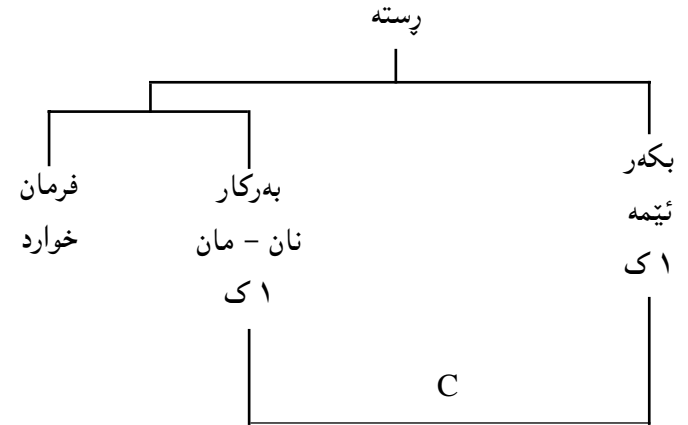 ڕستە
بکەر
ئێمە
١ ک
بەرکار
نان – مان
١ ک
فرمان
خوارد
C